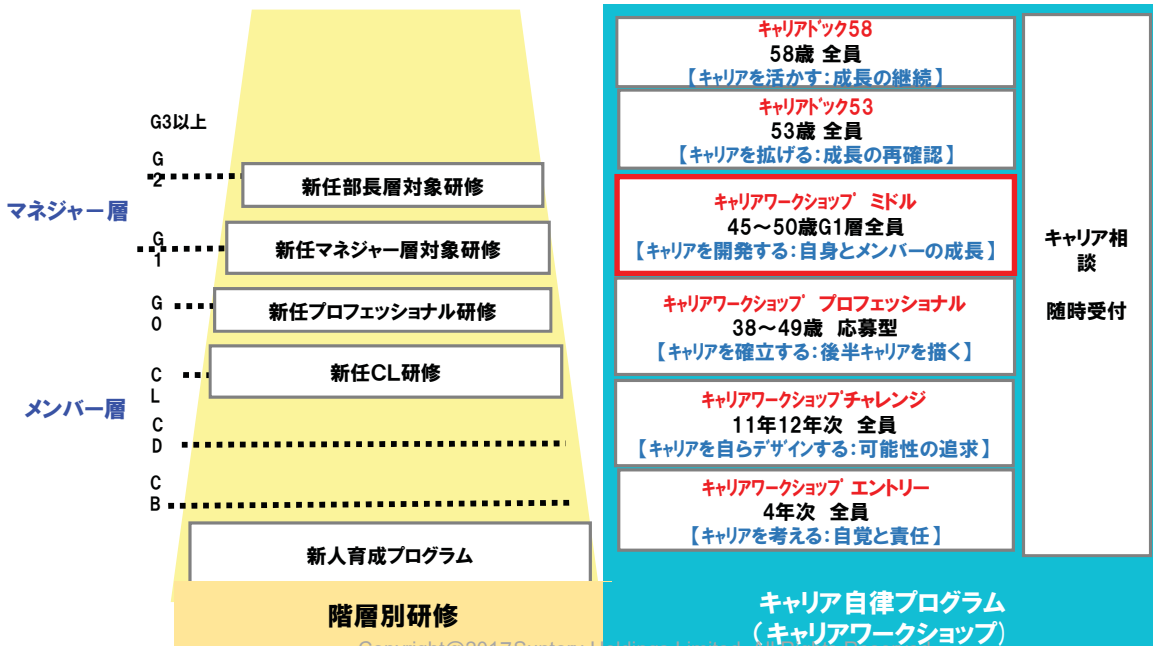 G3以上
G
2
マネジャー層
G
1
G
0
C
L
メンバー層
C
D
C
B
新任部長層対象研修
新任マネジャー層対象研修
新任プロフェッショナル研修
新任CL研修
新人育成プログラム
階層別研修
キャリアドック58
58歳 全員
【キャリアを活かす:成長の継続】
キャリアドック53
53歳 全員
【キャリアを拡げる:成長の再確認】
キャリアワークショップ ミドル
45～50歳G1層全員
【キャリアを開発する:自身とメンバーの成長】
キャリアワークショップ プロフェッショナル
38～49歳 応募型
【キャリアを確立する:後半キャリアを描く】
キャリアワークショップチャレンジ
11年12年次 全員
【キャリアを自らデザインする:可能性の追求】
キャリアワークショップ エントリー
4年次 全員
【キャリアを考える:自覚と責任】
キャリア相
談
随時受付
キャリア自律プログラム
(キャリアワークショップ)